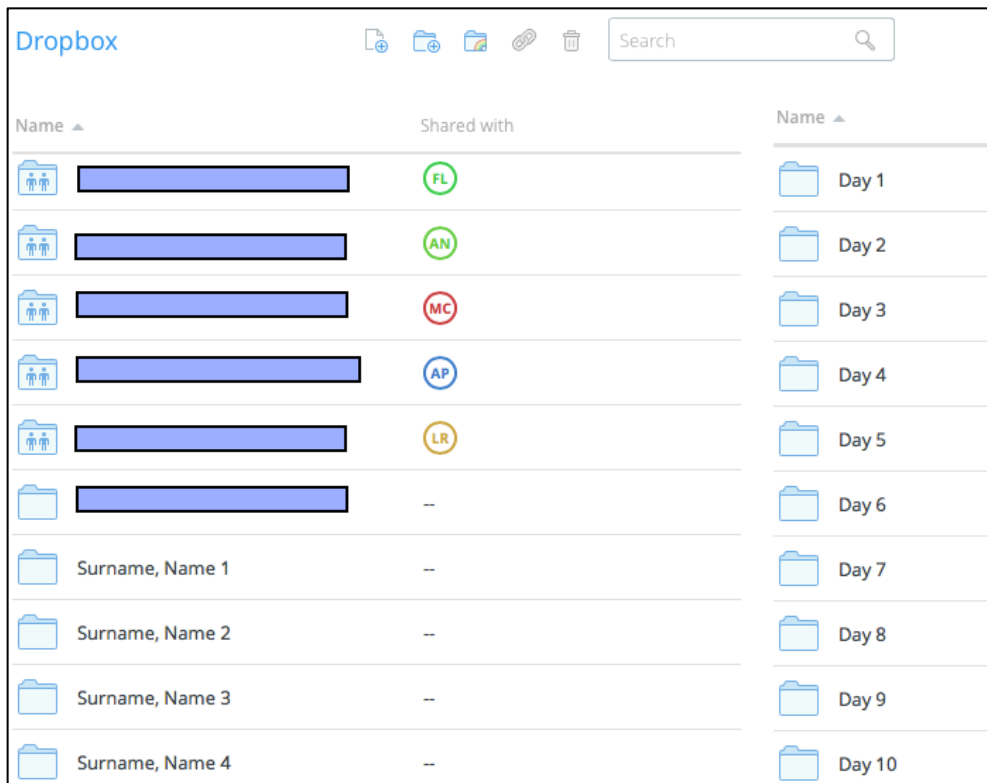 Dropbox
Search
Name
Shared with
FL
AN
MC
AP
LR
--
Surname, Name 1
--
Surname, Name 2
--
Surname, Name 3
--
Surname, Name 4
--
Name
Day 1
Day 2
Day 3
Day 4
Day 5
Day 6
Day 7
Day 8
Day 9
Day 10